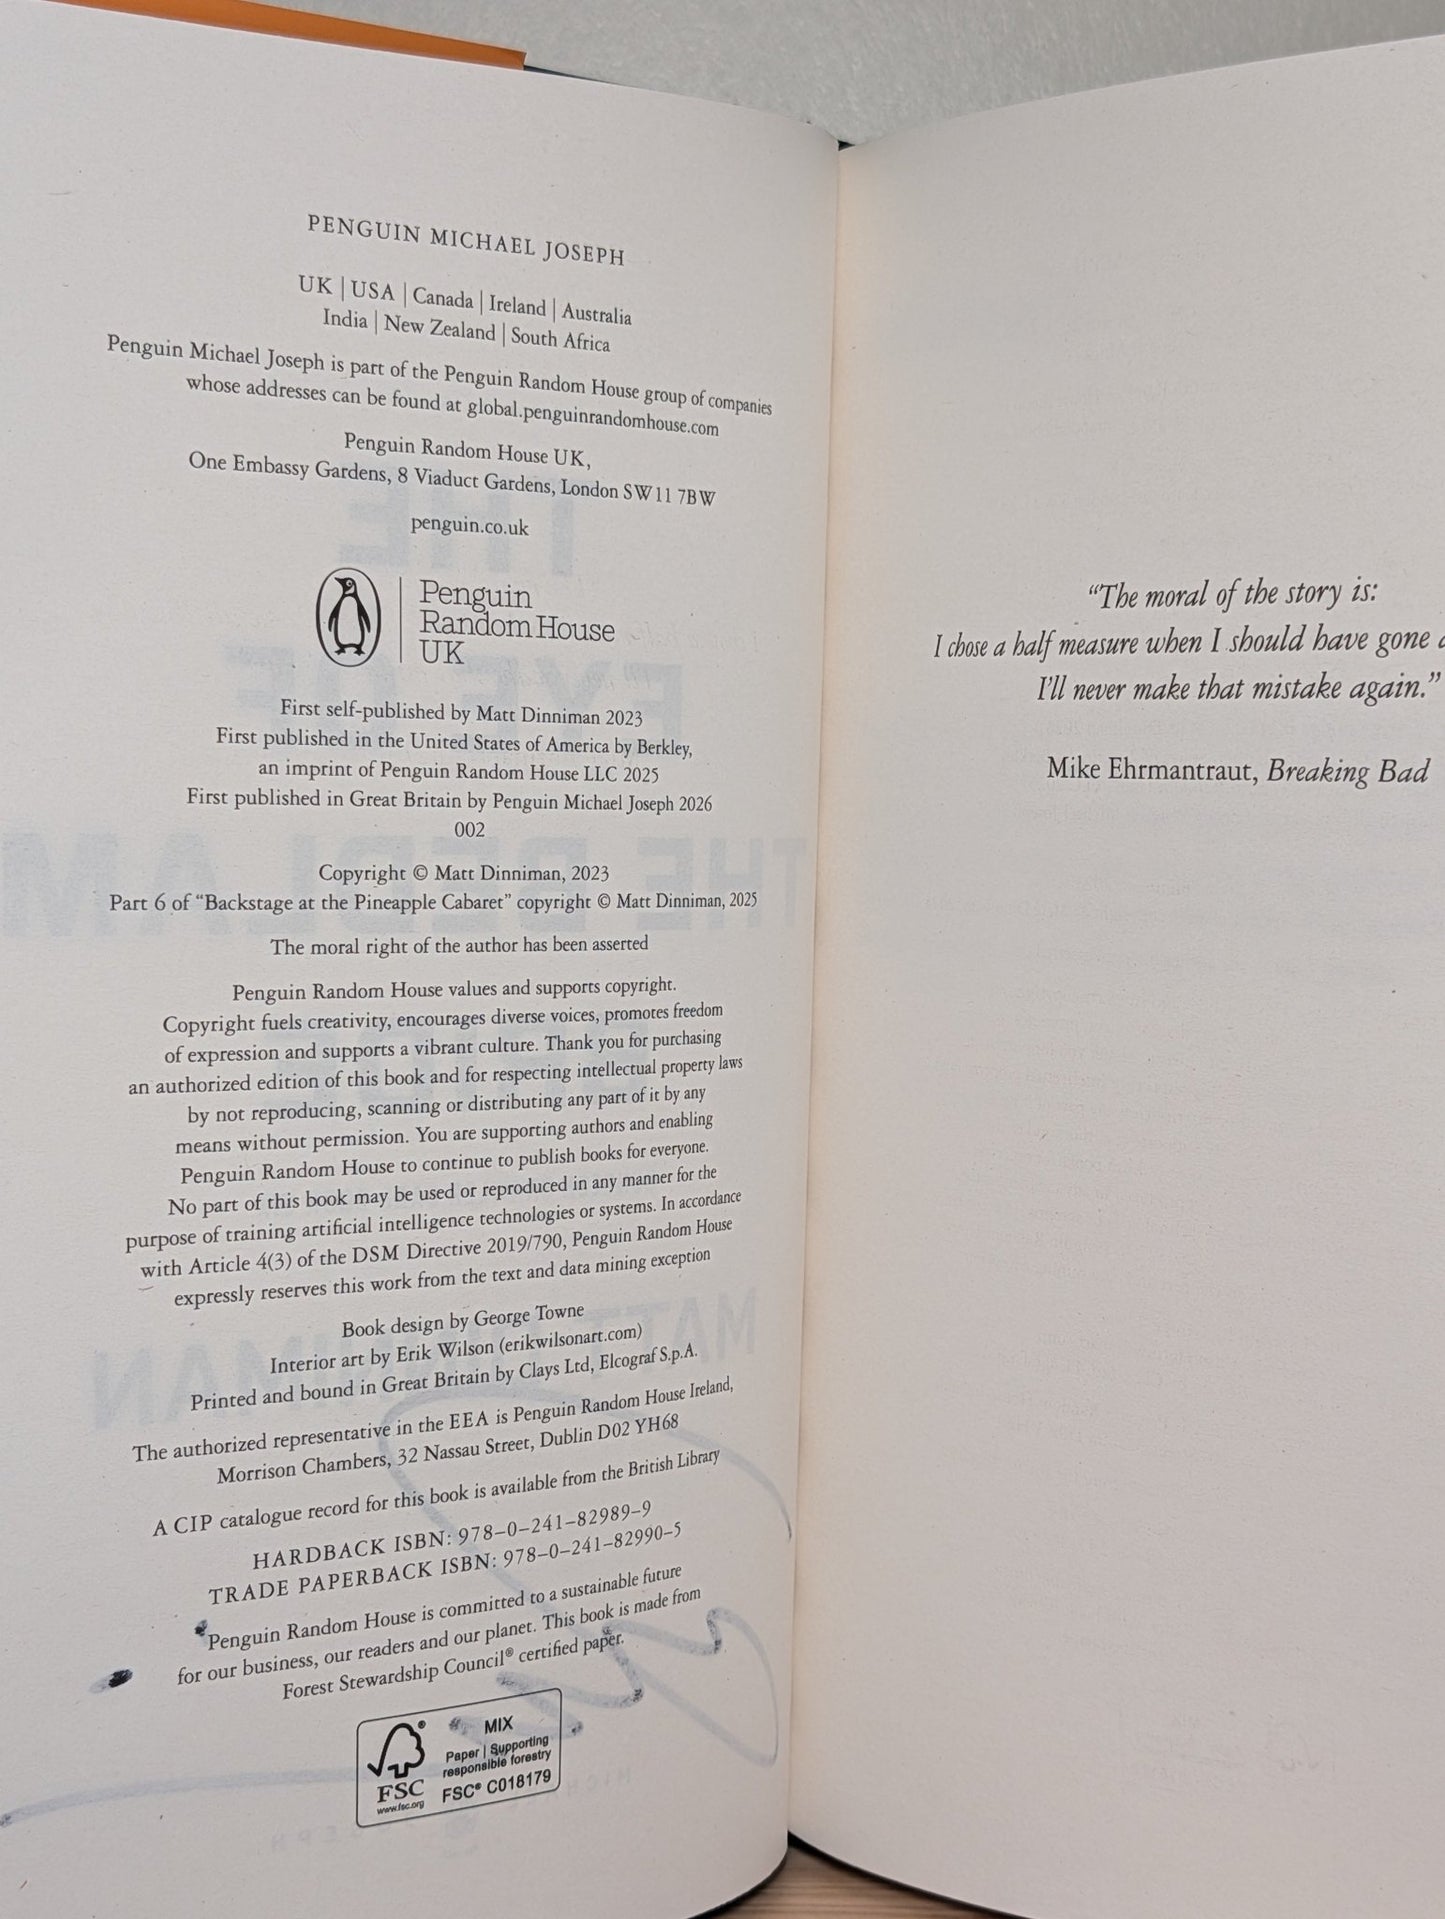 PENGUIN MICHAEL JOSEPH
UK | USA | Canada | Ireland | Australia
India | New Zealand | South Africa
Penguin Michael Joseph is part of the Penguin Random House group of companies
whose addresses can be found at global.penguinrandomhouse.com
Penguin Random House UK,
One Embassy Gardens, 8 Viaduct Gardens, London SW11 7BW
penguin.co.uk
Penguin
Random House
UK
First self-published by Matt Dinniman 2023
First published in the United States of America by Berkley,
an imprint of Penguin Random House LLC 2025
First published in Great Britain by Penguin Michael Joseph 2026
002
Copyright © Matt Dinniman, 2023
Part 6 of “Backstage at the Pineapple Cabaret” copyright © Matt Dinniman, 2025
The moral right of the author has been asserted
Penguin Random House values and supports copyright.
Copyright fuels creativity, encourages diverse voices, promotes freedom
of expression and supports a vibrant culture. Thank you for purchasing
an authorized edition of this book and for respecting intellectual property laws
by not reproducing, scanning or distributing any part of it by any
means without permission. You are supporting authors and enabling
Penguin Random House to continue to publish books for everyone.
No part of this book may be used or reproduced in any manner for the
purpose of training artificial intelligence technologies or systems. In accordance
with Article 4(3) of the DSM Directive 2019/790, Penguin Random House
expressly reserves this work from the text and data mining exception
Book design by George Towne
Interior art by Erik Wilson (erikwilsonart.com)
Printed and bound in Great Britain by Clays Ltd, Elcograf S.p.A.
The authorized representative in the EEA is Penguin Random House Ireland,
Morrison Chambers, 32 Nassau Street, Dublin D02 YH68
A CIP catalogue record for this book is available from the British Library
HARDBACK ISBN: 978–0–241–82989–9
TRADE PAPERBACK ISBN: 978–0–241–82990–5
Penguin Random House is committed to a sustainable future
for our business, our readers and our planet. This book is made from
Forest Stewardship Council® certified paper.
MIX
Paper | Supporting
responsible forestry
FSC® C018179
FSC
www.fsc.org
“The moral of the story is:
I chose a half measure when I should have gone
I’ll never make that mistake again.”
Mike Ehrmantraut, Breaking Bad